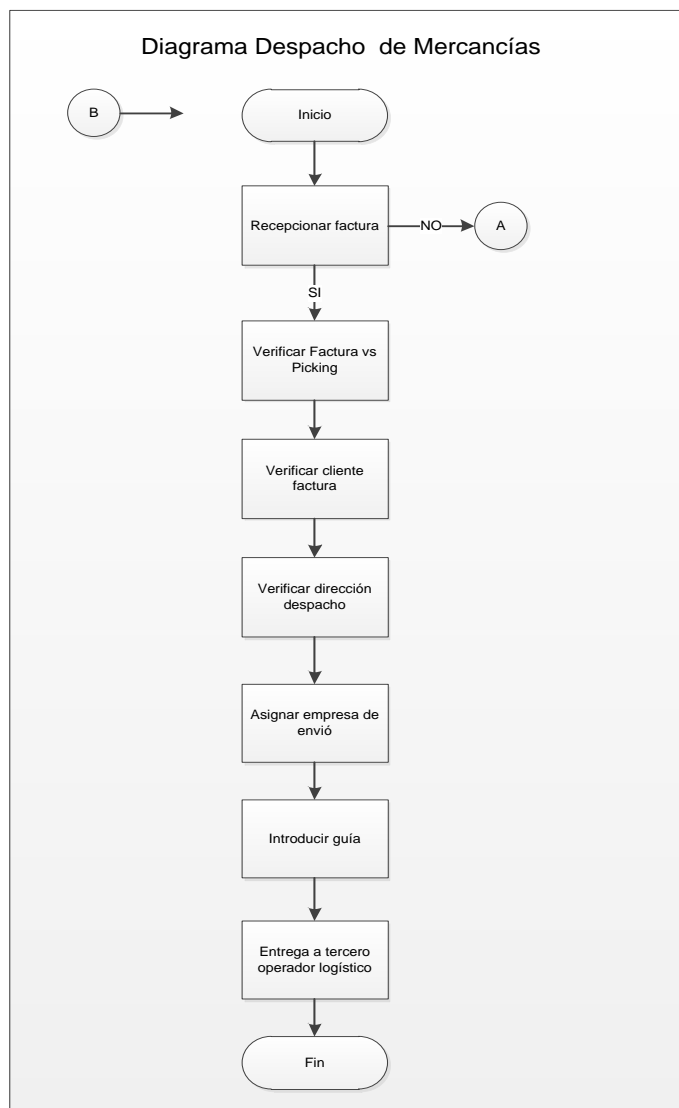 Diagrama Despacho de Mercancías
B
Inicio
Recepcionar factura
NO
A
SI
Verificar Factura vs
Picking
Verificar cliente
factura
Verificar dirección
despacho
Asignar empresa de
envió
Introducir guía
Entrega a tercero
operador logístico
Fin